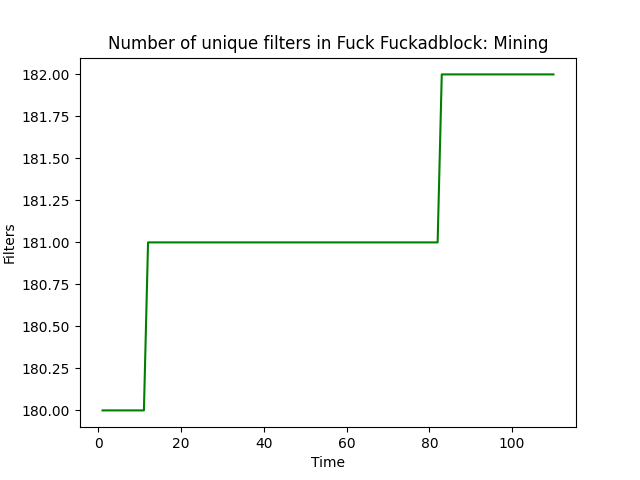 Number of unique filters in Fuck Fuckadblock: Mining
182.00
181.75
181.50
181.25
181.00
180.75
180.50
180.25
180.00
Filters
0 20 40 60 80 100
Time